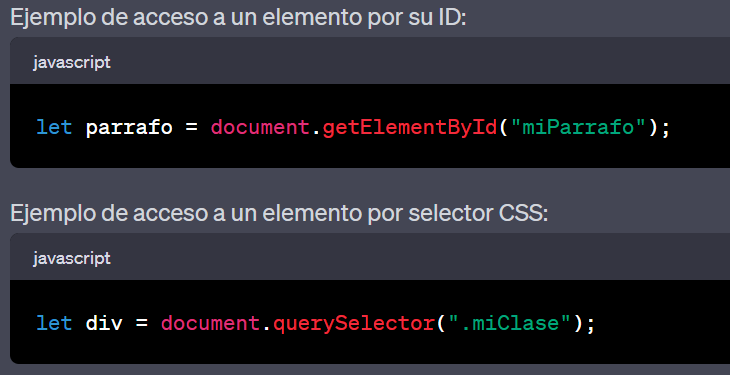 Ejemplo de acceso a un elemento por su ID:
javascript
let parrafo = document.getElementById("miParrafo");
Ejemplo de acceso a un elemento por selector CSS:
javascript
let div = document.querySelector(".miClase");